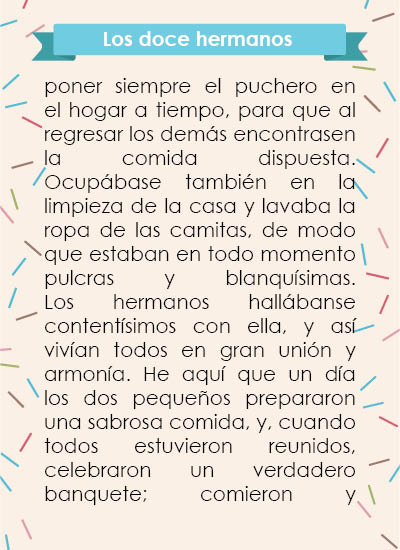 Los doce hermanos
poner siempre el puchero en
el hogar a tiempo, para que al
regresar los demás encontrasen
la comida dispuesta.
Ocupábase también en la
limpieza de la casa y lavaba la
ropa de las camitas, de modo
que estaban en todo momento
pulcras y blanquísimas.
Los hermanos hallábanse
contentísimos con ella, y así
vivían todos en gran unión y
armonía. He aquí que un día
los dos pequeños prepararon
una sabrosa comida, y, cuando
todos estuvieron reunidos,
celebraron un verdadero
banquete; comieron y